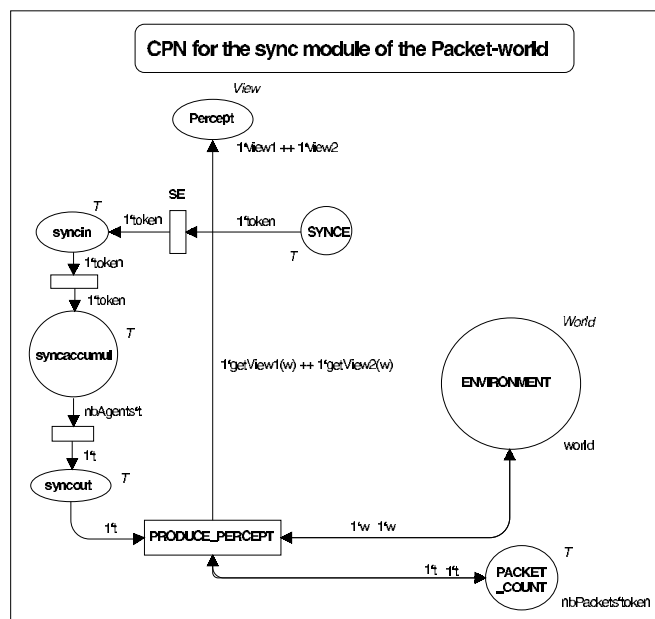 CPN for the sync module of the Packet-world
View
Percept
1'view1 ++ 1'view2
SE
T
1'token
1'token
syncin
SYNCE
T
1'token
1'token
T
syncaccumul
World
1'getView1(w) ++ 1'getView2(w)
ENVIRONMENT
nbAgents't
world
1't
T
syncout
1't
PRODUCE_PERCEPT
1'w 1'w
1't 1't
T
PACKET
_COUNT
nbPackets'token